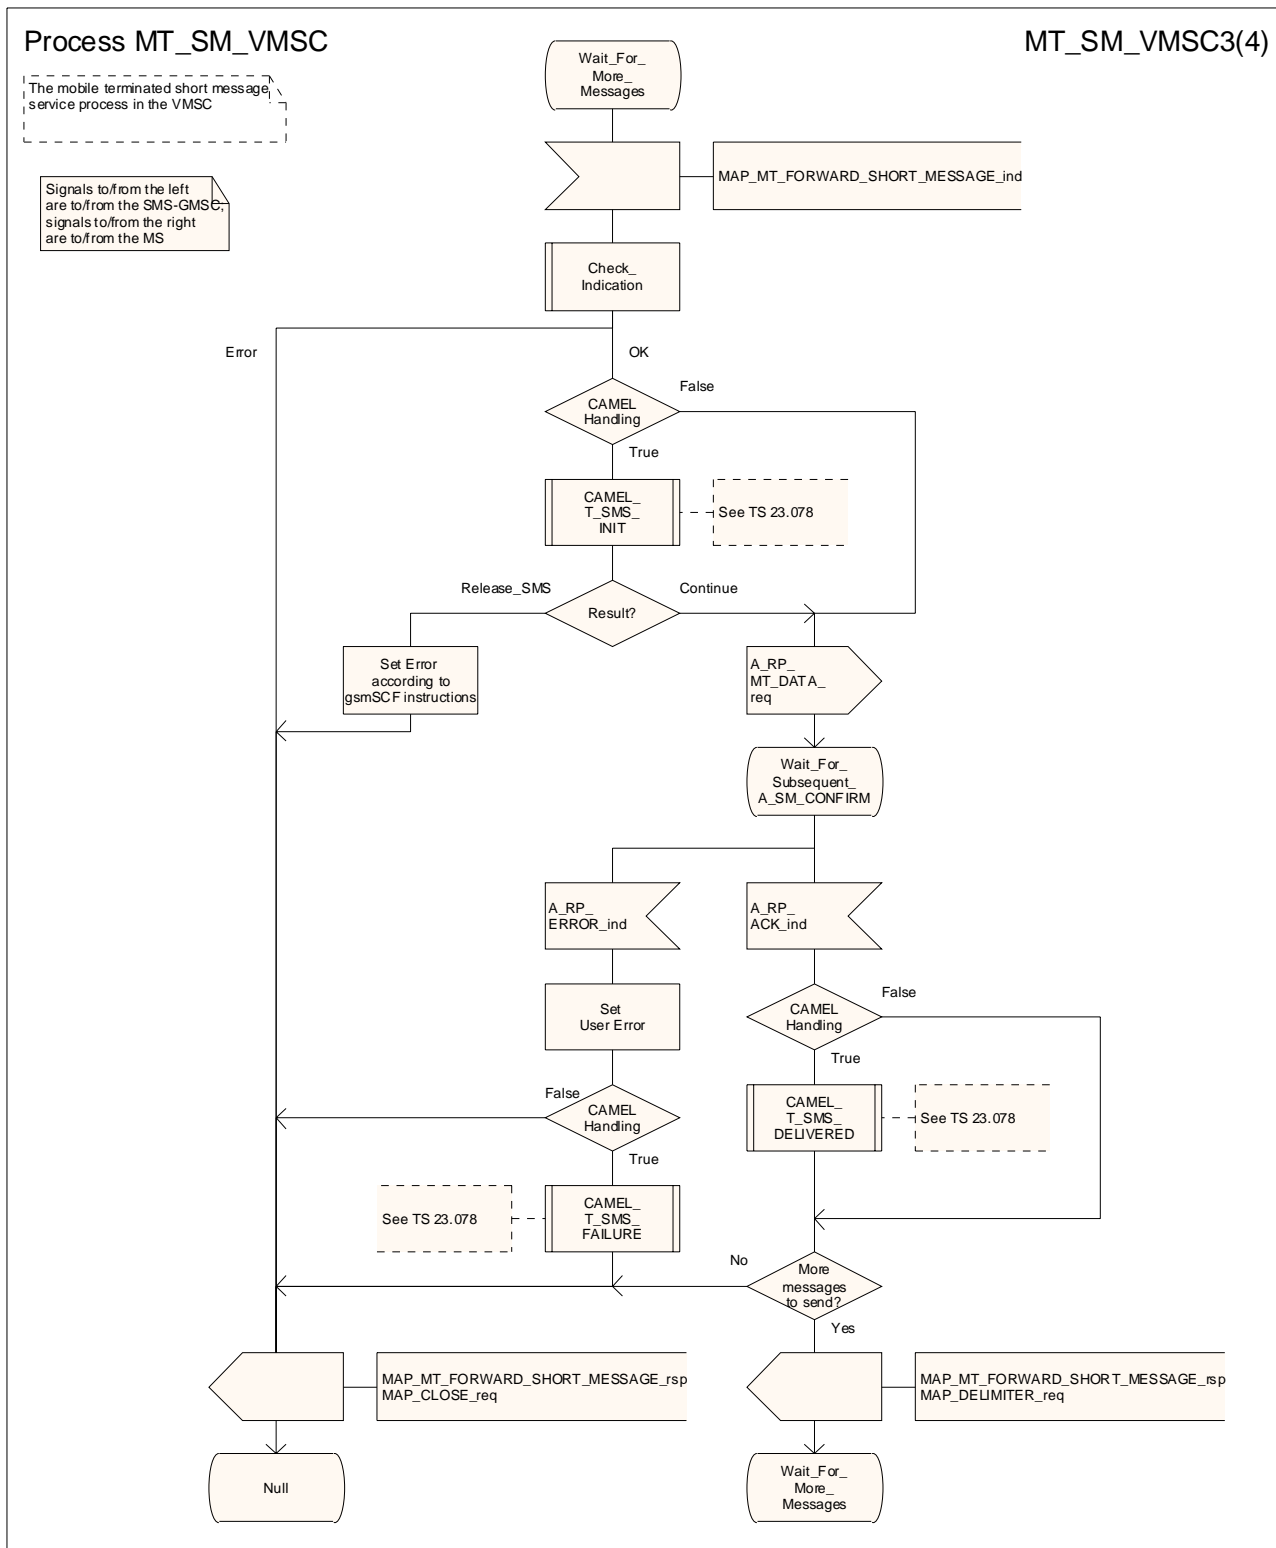 Process MT_SM_VMSC
MT_SM_VMSC3(4)
The mobile terminated short message
service process in the VMSC
Signals to/from the left
are to/from the SMS-GMSC;
signals to/from the right
are to/from the MS
Wait_For_
More_
Messages
MAP_MT_FORWARD_SHORT_MESSAGE_ind
Check_
Indication
Error
OK
CAMEL
Handling
False
True
CAMEL_
T_SMS_
INIT
See TS 23.078
Release_SMS
Result?
Continue
Set Error
according to
gsmSCF instructions
A_RP_
MT_DATA_
req
Wait_For_
Subsequent_
A_SM_CONFIRM
A_RP_
ERROR_ind
A_RP_
ACK_ind
Set
User Error
CAMEL
Handling
False
True
False
CAMEL
Handling
True
CAMEL_
T_SMS_
DELIVERED
See TS 23.078
See TS 23.078
CAMEL_
T_SMS_
FAILURE
No
More
messages
to send?
Yes
MAP_MT_FORWARD_SHORT_MESSAGE_rsp
MAP_CLOSE_req
MAP_MT_FORWARD_SHORT_MESSAGE_rsp
MAP_DELIMITER_req
Null
Wait_For_
More_
Messages